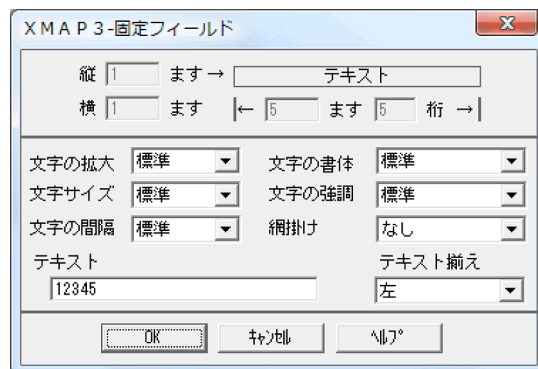 XMAP3-固定フィールド
X
縦 1 ます→ テキスト
横 1 ます |← 5 ます 5 桁 →|
文字の拡大 標準 文字の書体 標準
文字サイズ 標準 文字の強調 標準
文字の間隔 標準 網掛け なし
テキスト テキスト揃え
12345 左
OK キャンセル ヘルプ